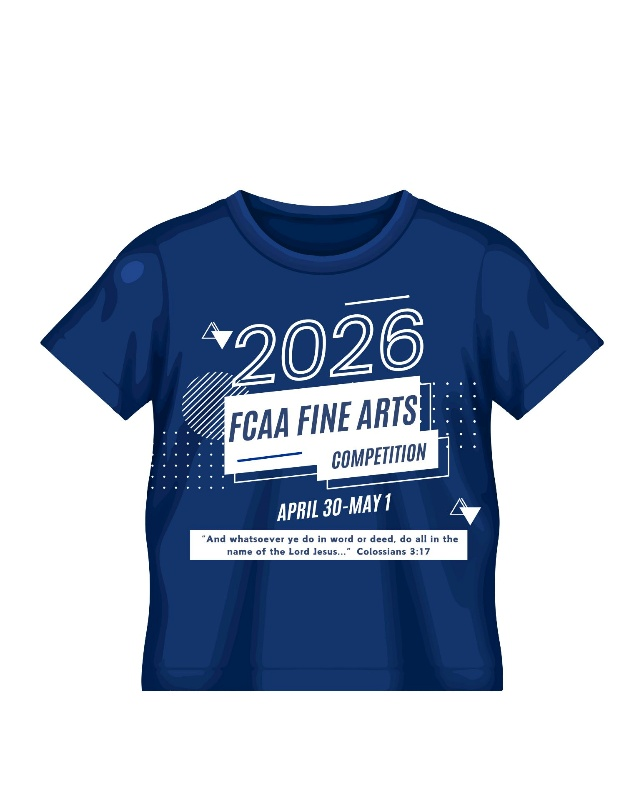 2026
FCAA FINE ARTS
COMPETITION
APRIL 30-MAY 1
"And whatsoever ye do in word or deed, do all in the
name of the Lord Jesus..." Colossians 3:17